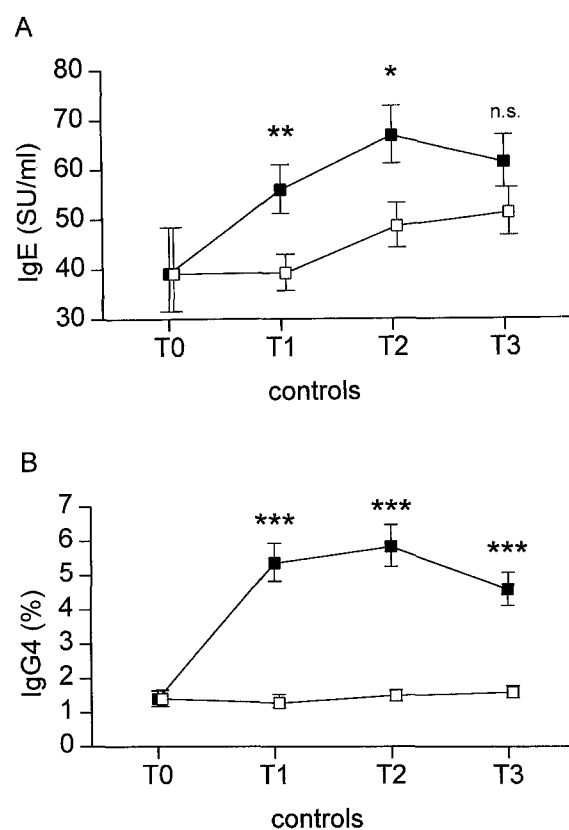 A
IgE (SU/ml)
80
70
60
50
40
30
**
*
n.s.
T0 T1 T2 T3
controls
B
IgG4 (%)
7
6
5
4
3
2
1
0
*** *** ***
T0 T1 T2 T3
controls